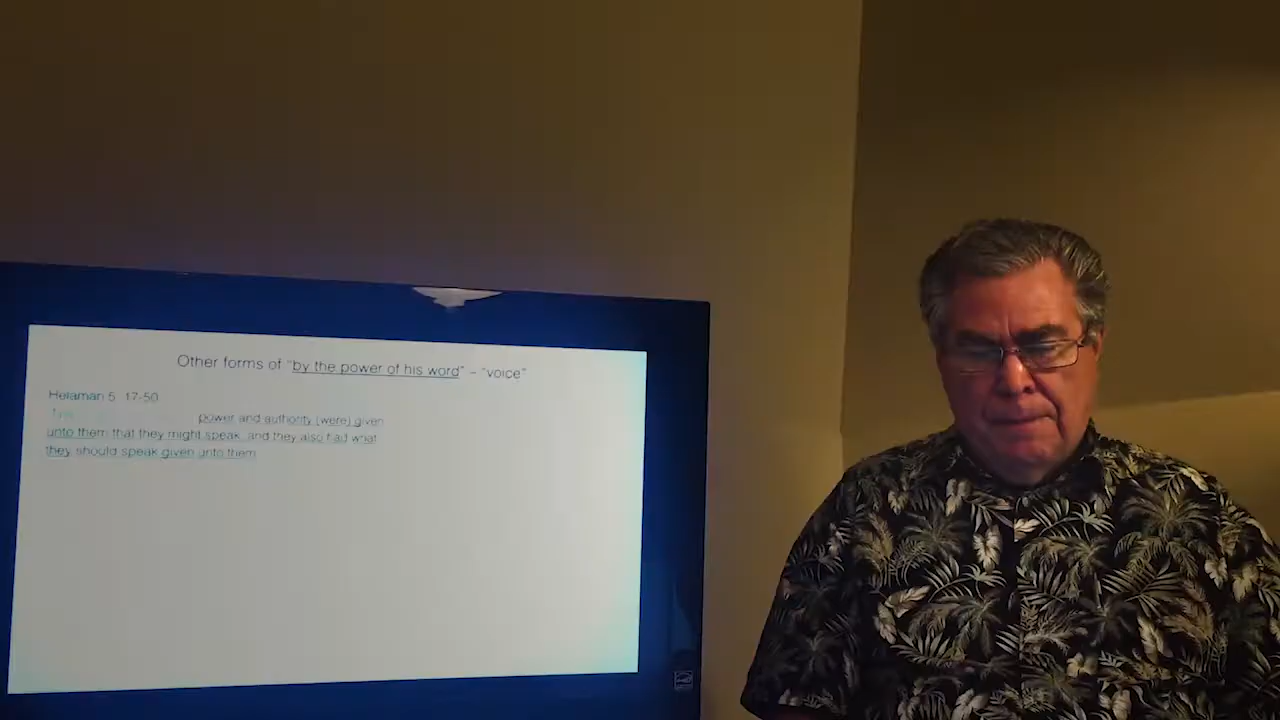 Other forms of "by the power of his word" – "voice"
Helaman 5 17-50
power and authority [were] given
unto them that they might speak, and they also had what
they should speak given unto them